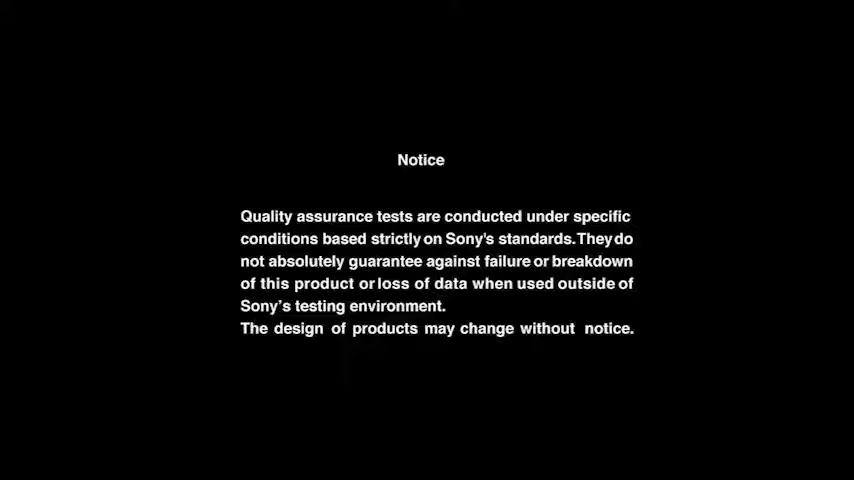 Notice
Quality assurance tests are conducted under specific
conditions based strictly on Sony's standards. They do
not absolutely guarantee against failure or breakdown
of this product or loss of data when used outside of
Sony’s testing environment.
The design of products may change without notice.